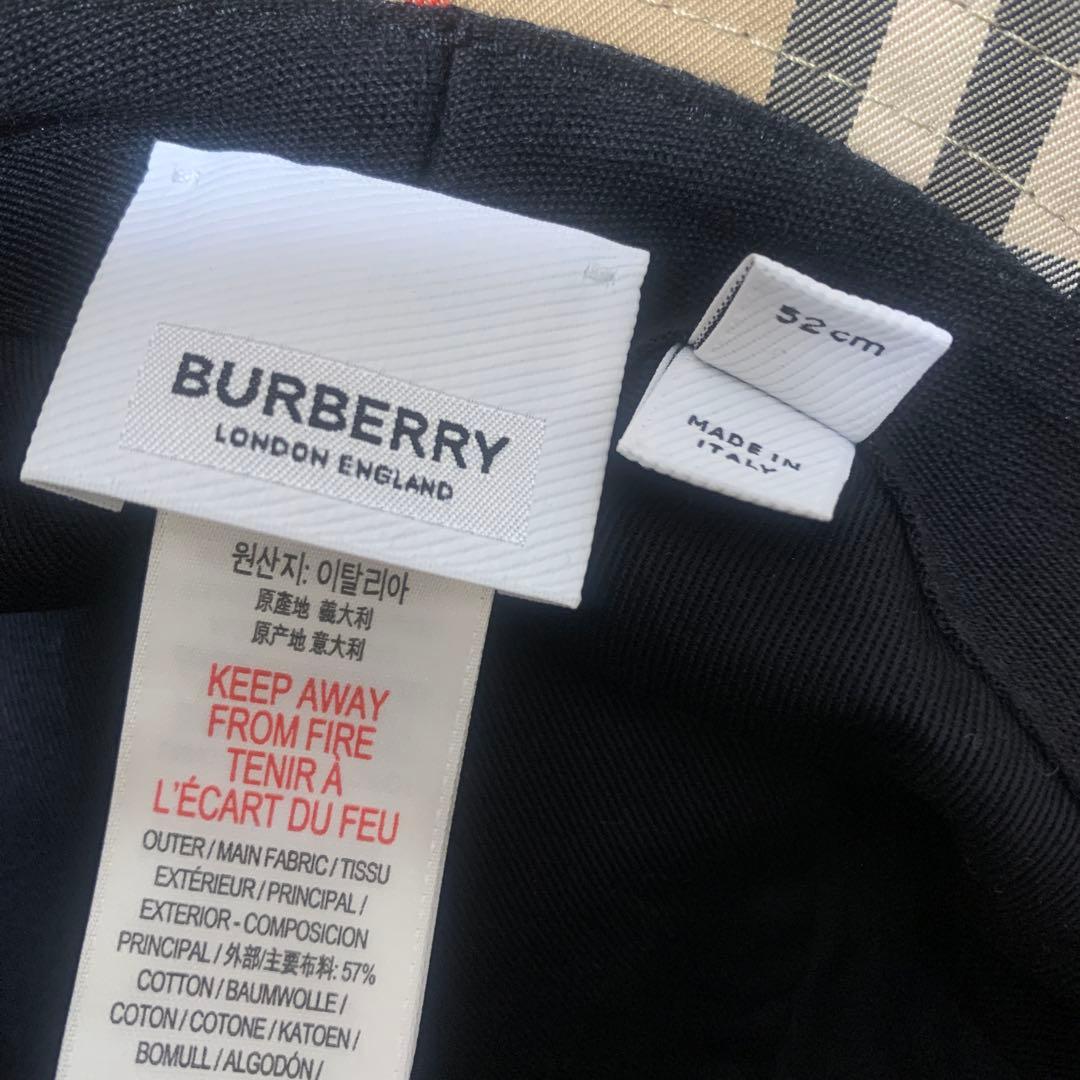 BURBERRY
LONDON ENGLAND
52cm
MADE IN
ITALY
원산지: 이탈리아
原產地 義大利
原产地 意大利
KEEP AWAY
FROM FIRE
TENIR À
L'ÉCART DU FEU
OUTER / MAIN FABRIC / TISSU
EXTÉRIEUR / PRINCIPAL /
EXTERIOR - COMPOSICION
PRINCIPAL / 外部/主要布料: 57%
COTTON / BAUMWOLLE /
COTON / COTONE / KATOEN /
BOMULL / ALGODÓN /